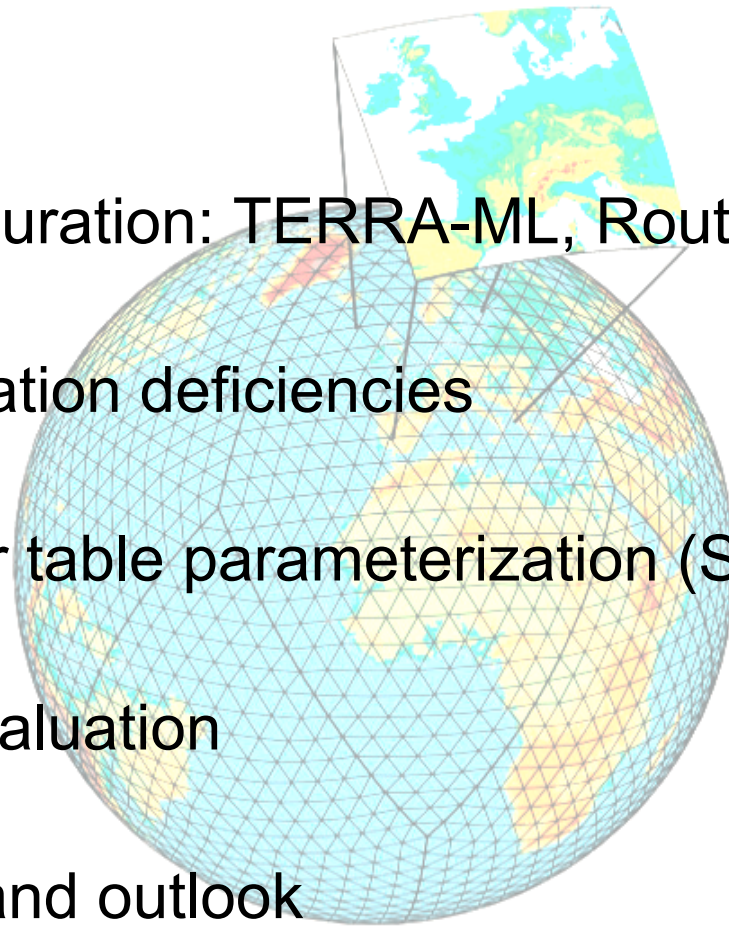 uration: TERRA-ML, Rout
ation deficiencies
r table parameterization (S
aluation
and outlook